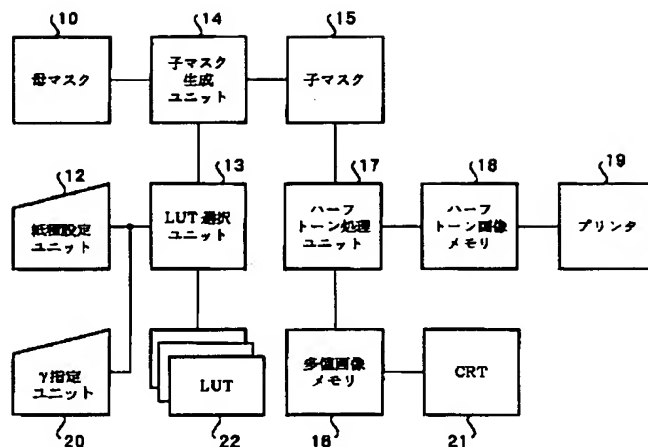 10
14
15
母マスク
子マスク
生成
ユニット
子マスク
12
13
17
18
19
紙種設定
ユニット
LUT選択
ユニット
ハーフ
トーン処理
ユニット
ハーフ
トーン画像
メモリ
プリンタ
γ指定
ユニット
LUT
多値画像
メモリ
CRT
20
22
16
21